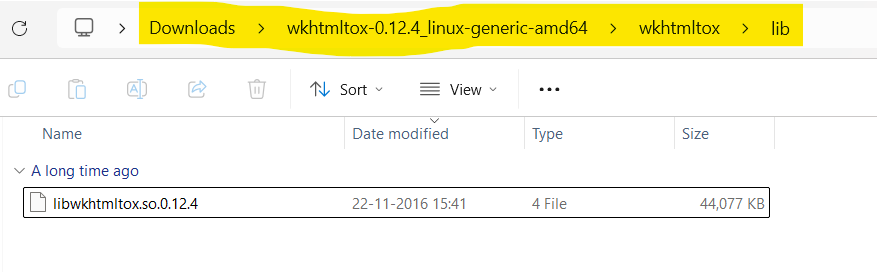 Downloads > wkhtmltox-0.12.4_linux-generic-amd64 > wkhtmltox > lib
Sort View
Name Date modified Type Size
A long time ago
libwkhtmltox.so.0.12.4 22-11-2016 15:41 4 File 44,077 KB